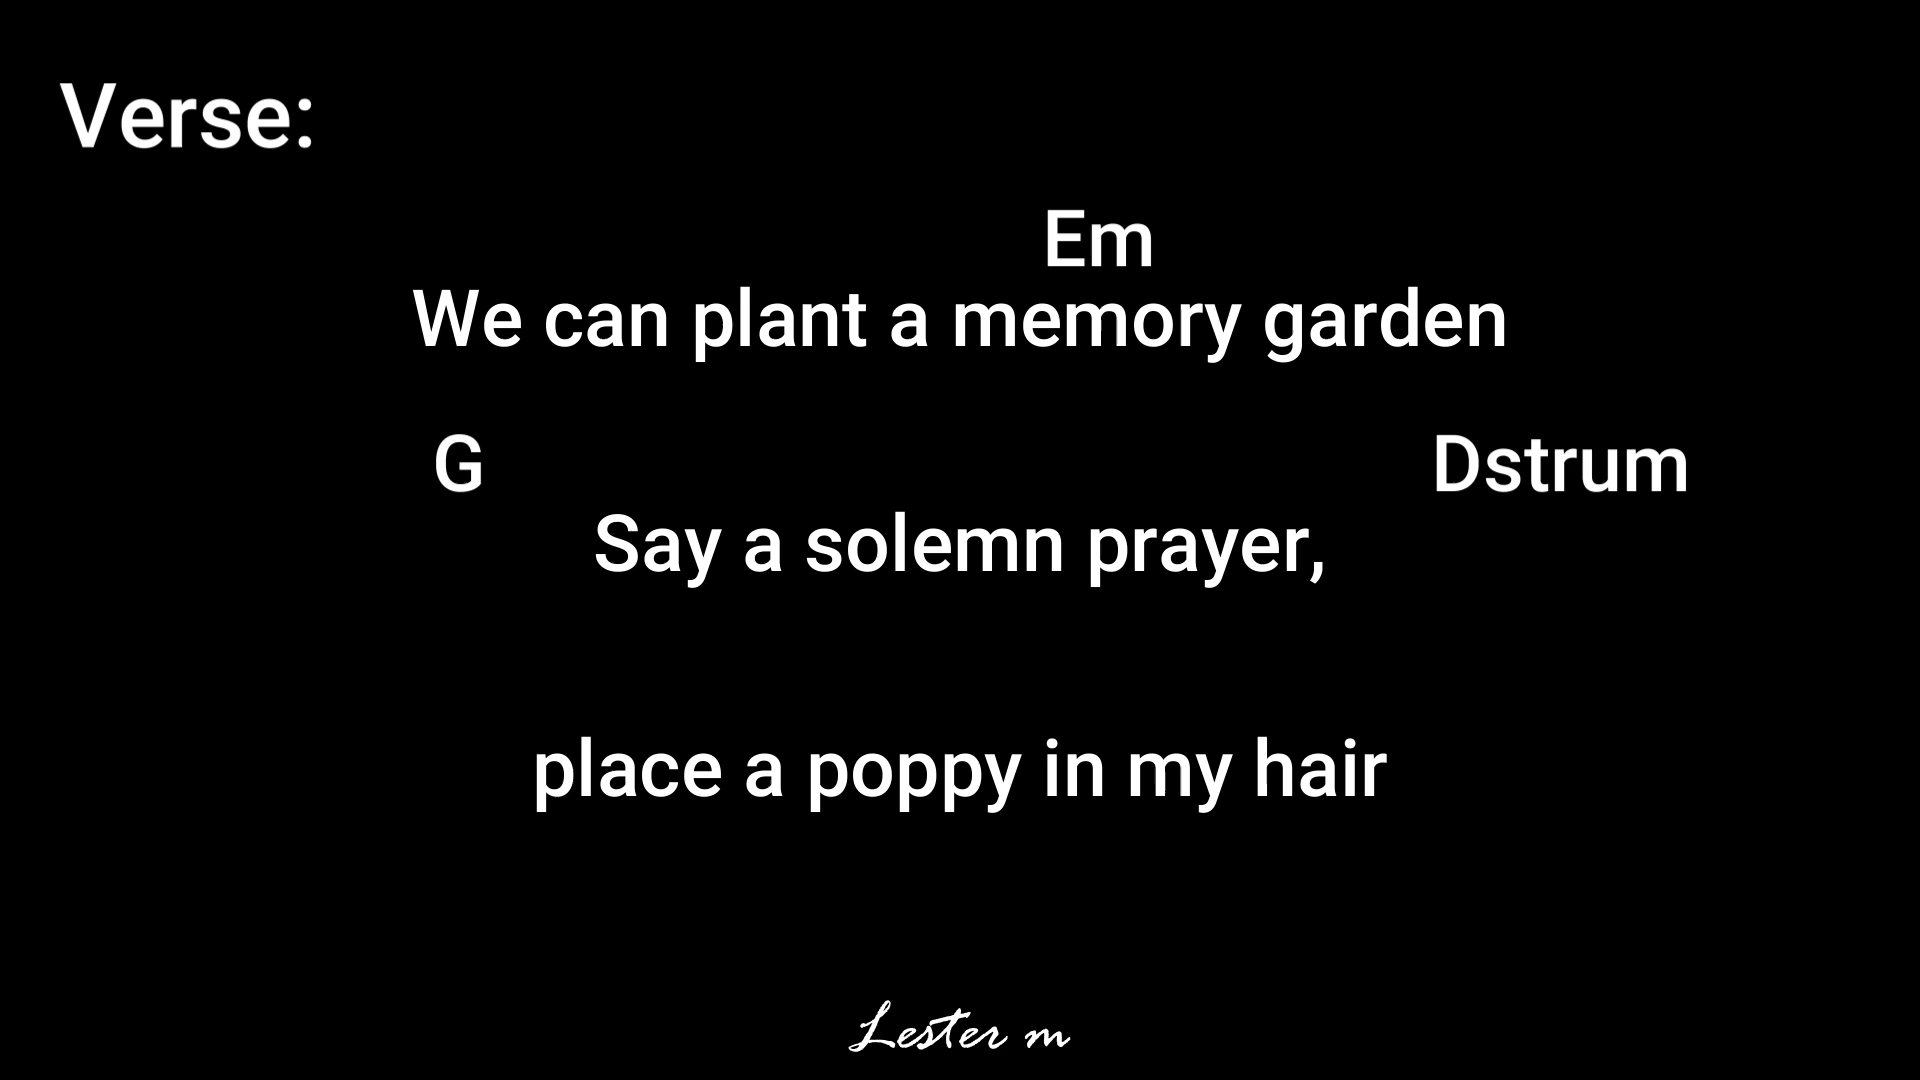 Verse:
Em
We can plant a memory garden
G Dstrum
Say a solemn prayer,
place a poppy in my hair
Lester m